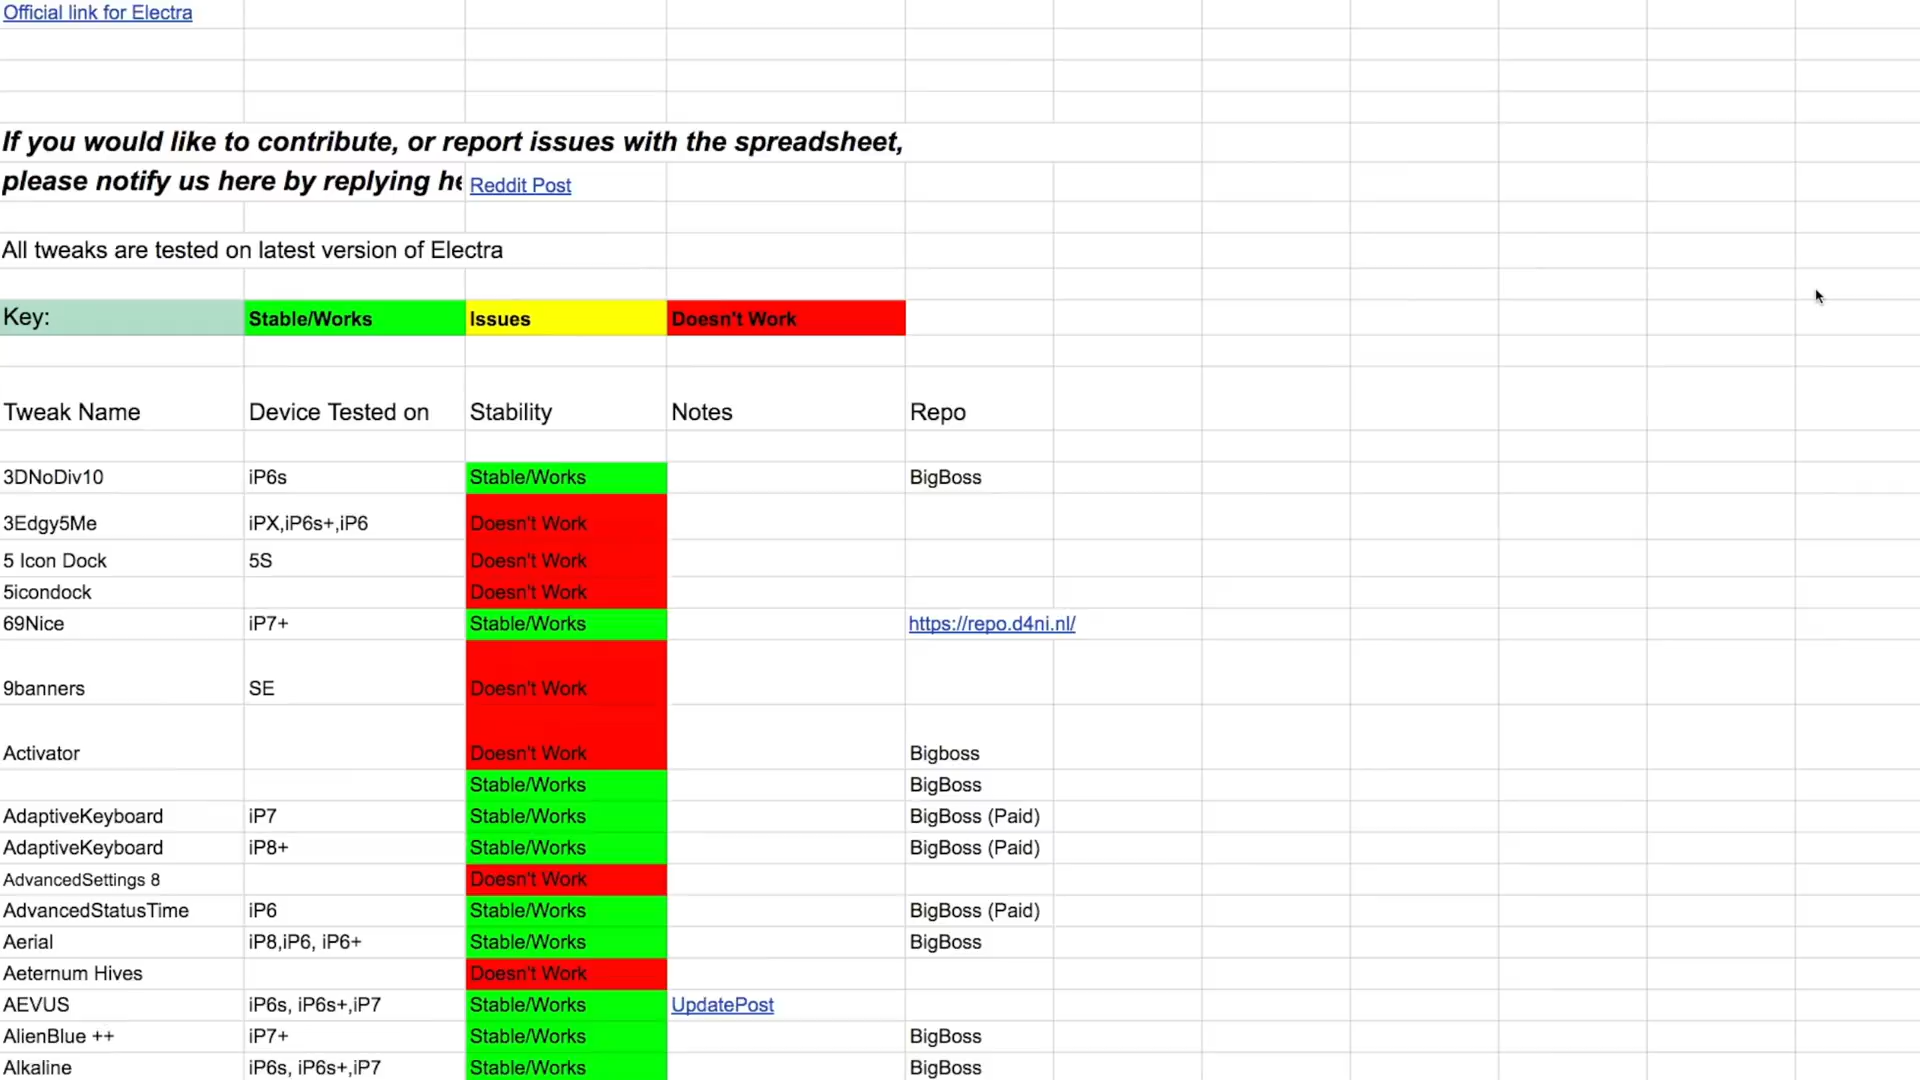 Official link for Electra
If you would like to contribute, or report issues with the spreadsheet,
please notify us here by replying he Reddit Post
All tweaks are tested on latest version of Electra
Key: Stable/Works Issues Doesn't Work
Tweak Name Device Tested on Stability Notes Repo
3DNoDiv10 iP6s Stable/Works BigBoss
3Edgy5Me iPX,iP6s+,iP6 Doesn't Work
5 Icon Dock 5S Doesn't Work
5icondock Doesn't Work
69Nice iP7+ Stable/Works https://repo.d4ni.nl/
9banners SE Doesn't Work
Activator Doesn't Work Bigboss
Stable/Works BigBoss
AdaptiveKeyboard iP7 Stable/Works BigBoss (Paid)
AdaptiveKeyboard iP8+ Stable/Works BigBoss (Paid)
AdvancedSettings 8 Doesn't Work
AdvancedStatusTime iP6 Stable/Works BigBoss (Paid)
Aerial iP8,iP6, iP6+ Stable/Works BigBoss
Aeternum Hives Doesn't Work
AEVUS iP6s, iP6s+,iP7 Stable/Works UpdatePost
AlienBlue ++ iP7+ Stable/Works BigBoss
Alkaline iP6s, iP6s+,iP7 Stable/Works BigBoss